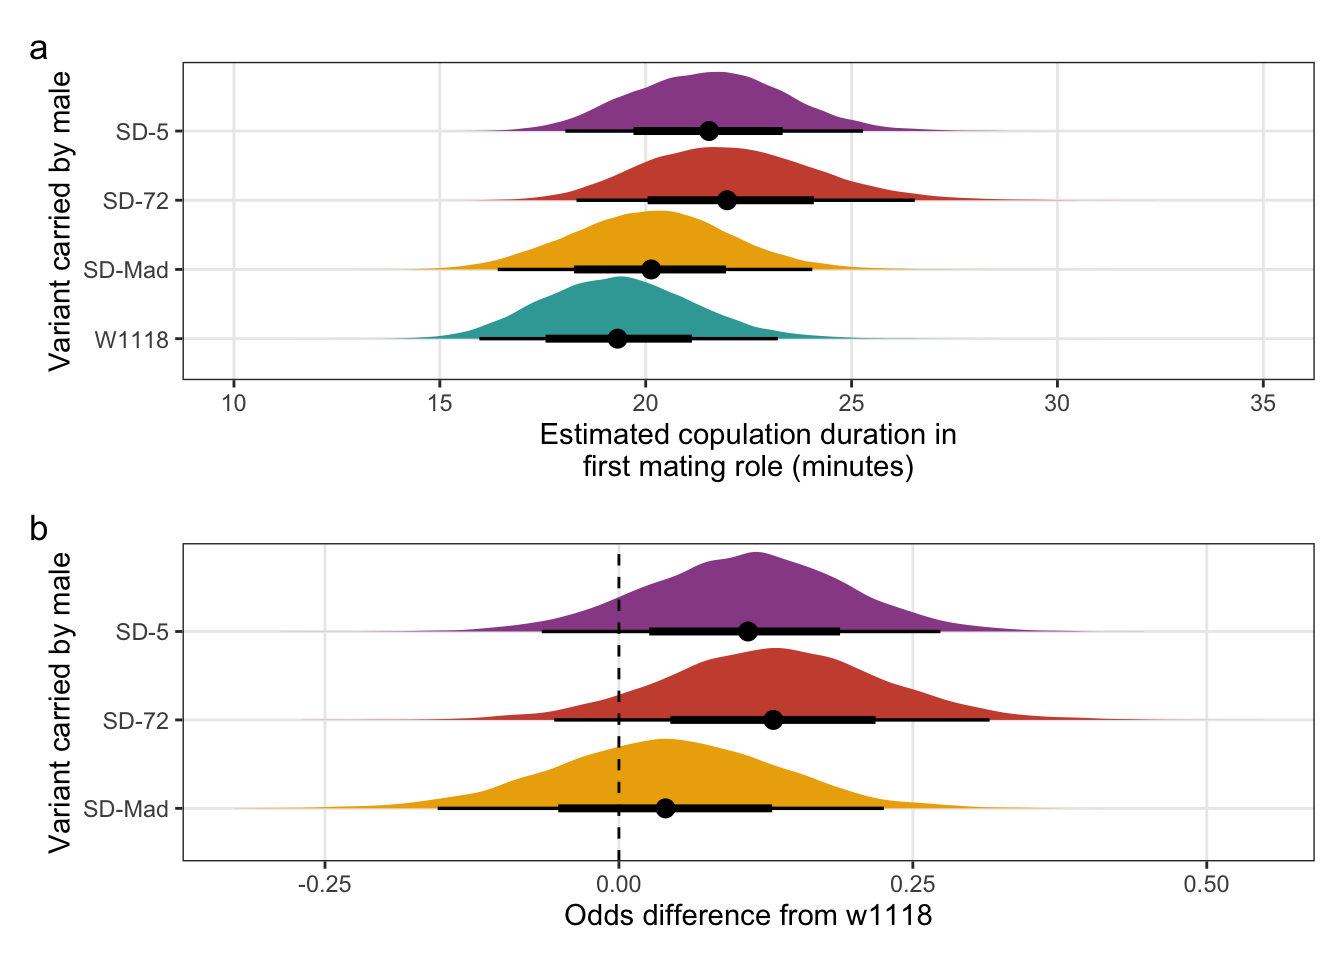 a
Variant carried by male
SD-5
SD-72
SD-Mad
W1118
10 15 20 25 30 35
Estimated copulation duration in
first mating role (minutes)
b
Variant carried by male
SD-5
SD-72
SD-Mad
-0.25 0.00 0.25 0.50
Odds difference from w1118